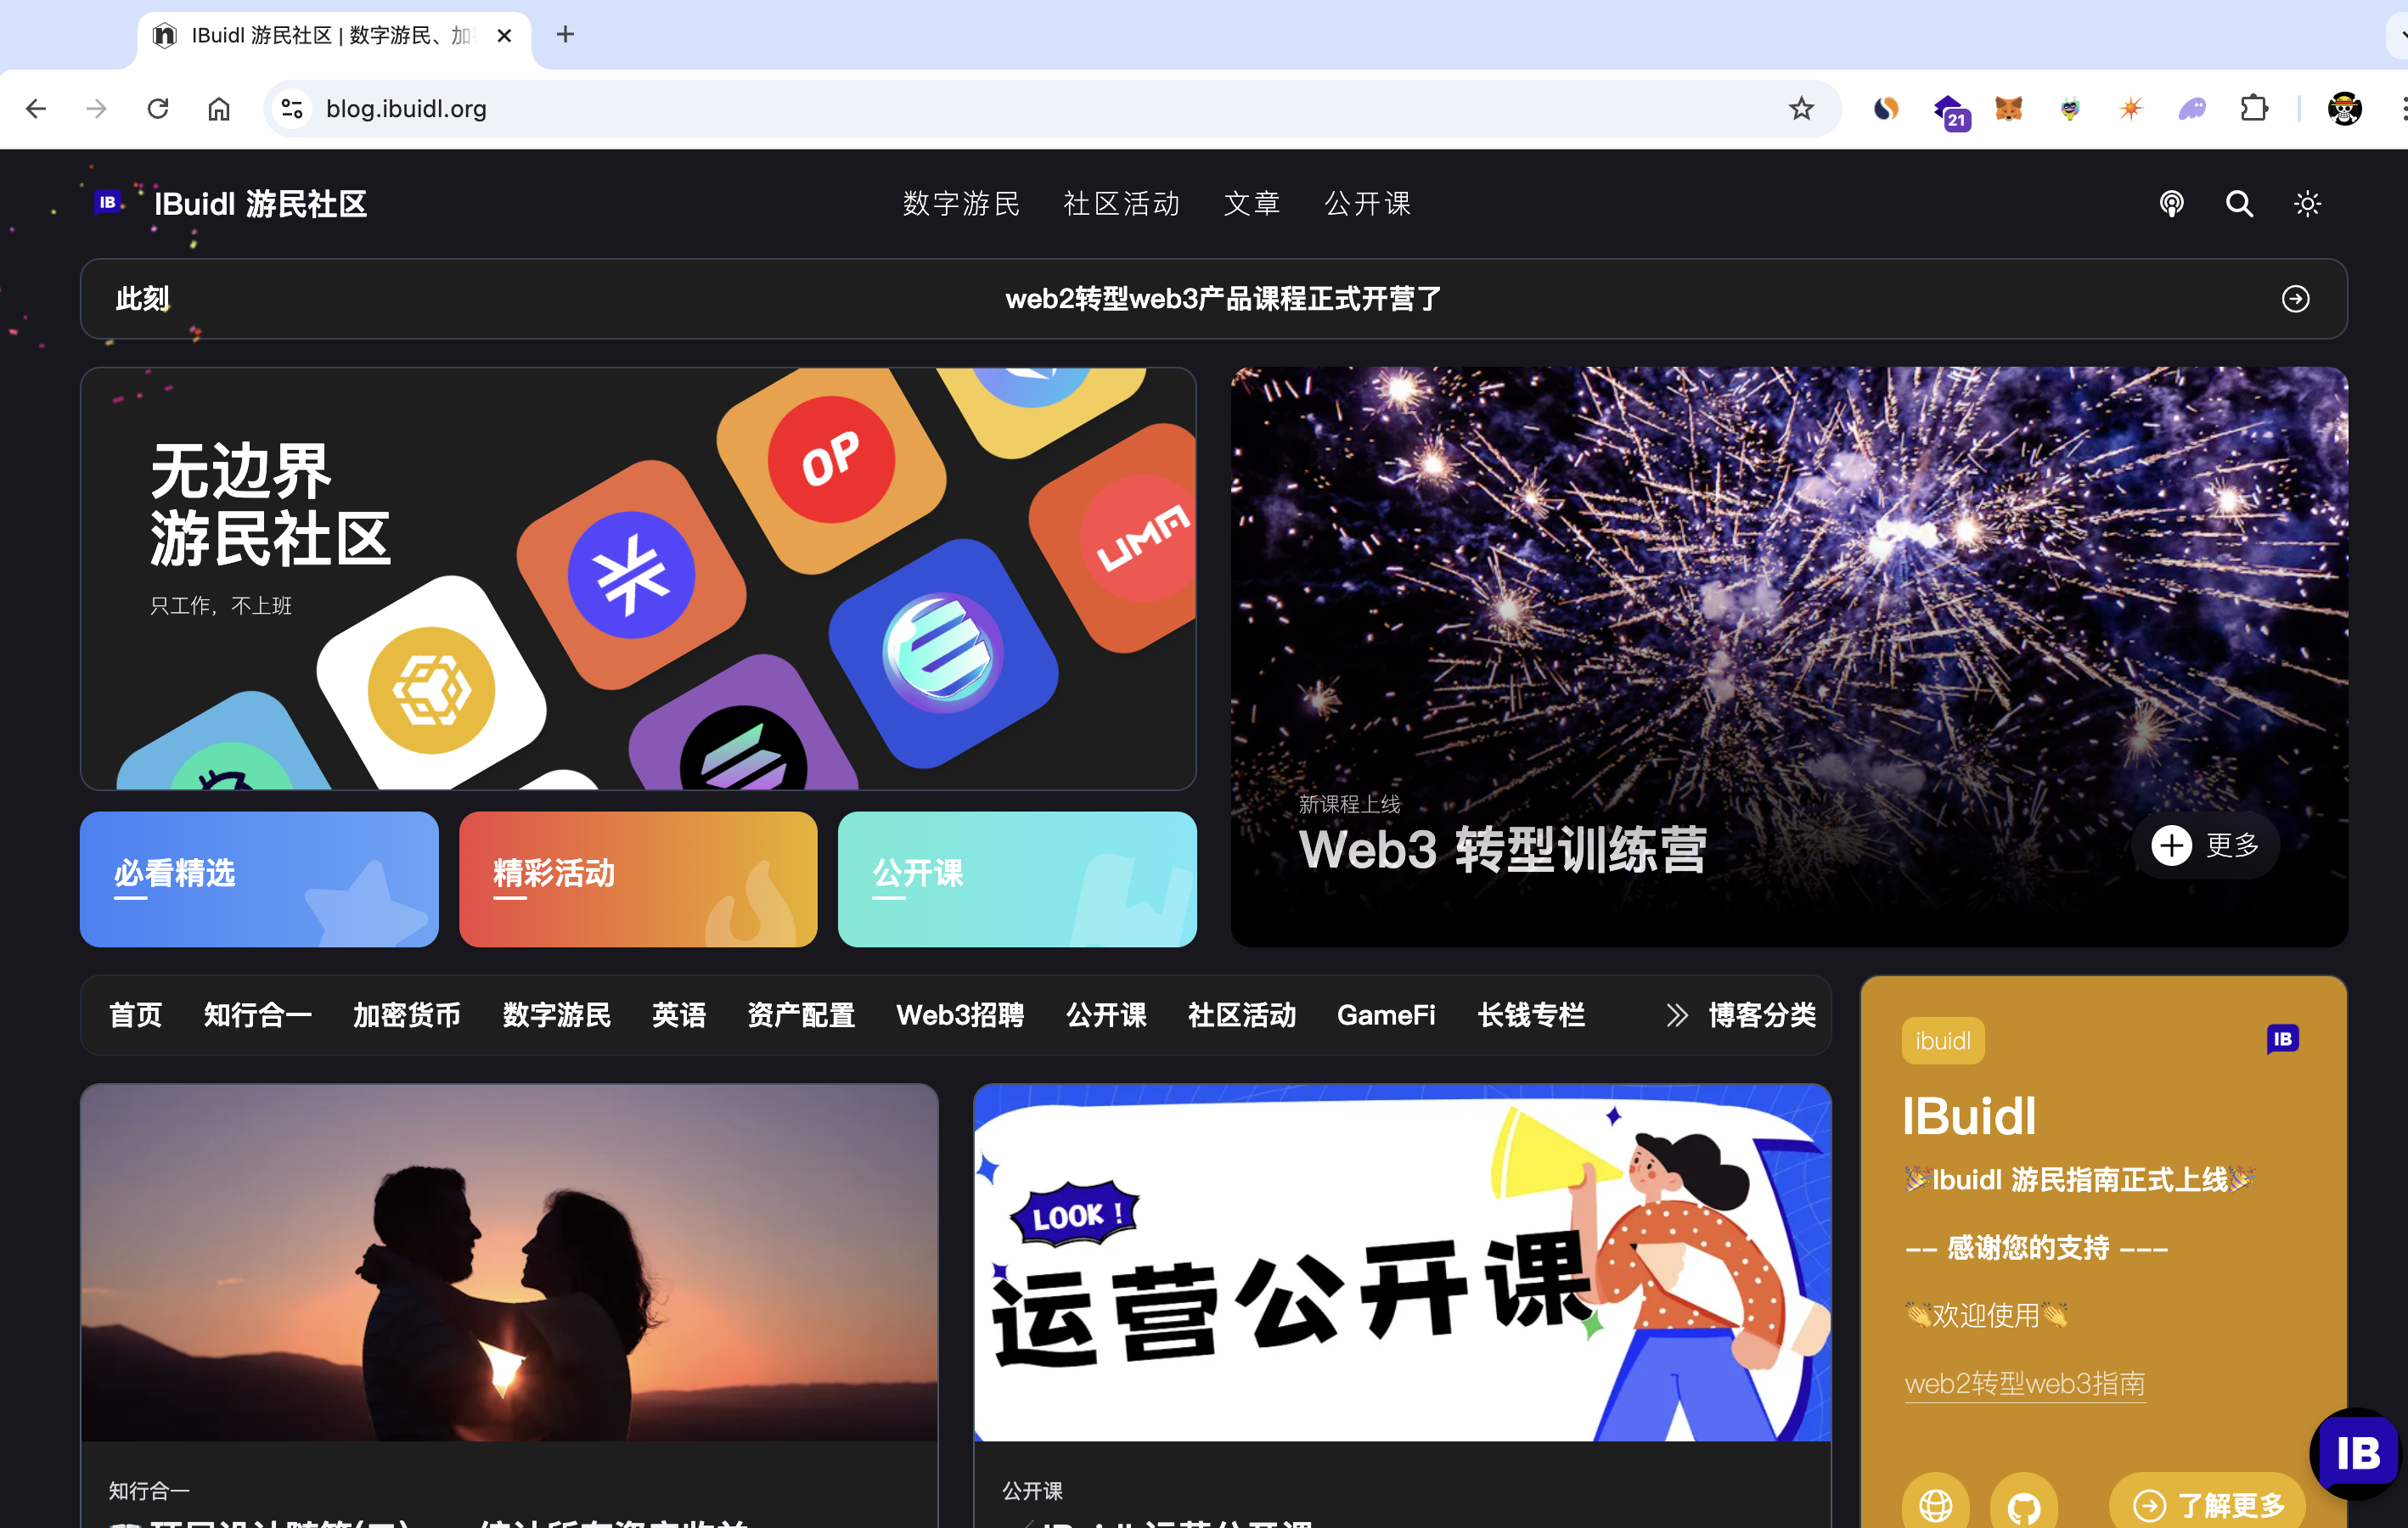 IBuidl 游民社区 | 数字游民、加
blog.ibuidl.org
21
IB
IBuidl 游民社区
数字游民
社区活动
文章
公开课
此刻
web2转型web3产品课程正式开营了
无边界
游民社区
只工作，不上班
OP
UMA
新课程上线
Web3 转型训练营
更多
必看精选
精彩活动
公开课
首页
知行合一
加密货币
数字游民
英语
资产配置
Web3招聘
公开课
社区活动
GameFi
长钱专栏
博客分类
LOOK！
运营公开课
知行合一
公开课
IBuidl 运营公开课
ibuidl
IB
IBuidl
🎉Ibuidl 游民指南正式上线🎉
-- 感谢您的支持 ---
👏欢迎使用👏
web2转型web3指南
了解更多
IB